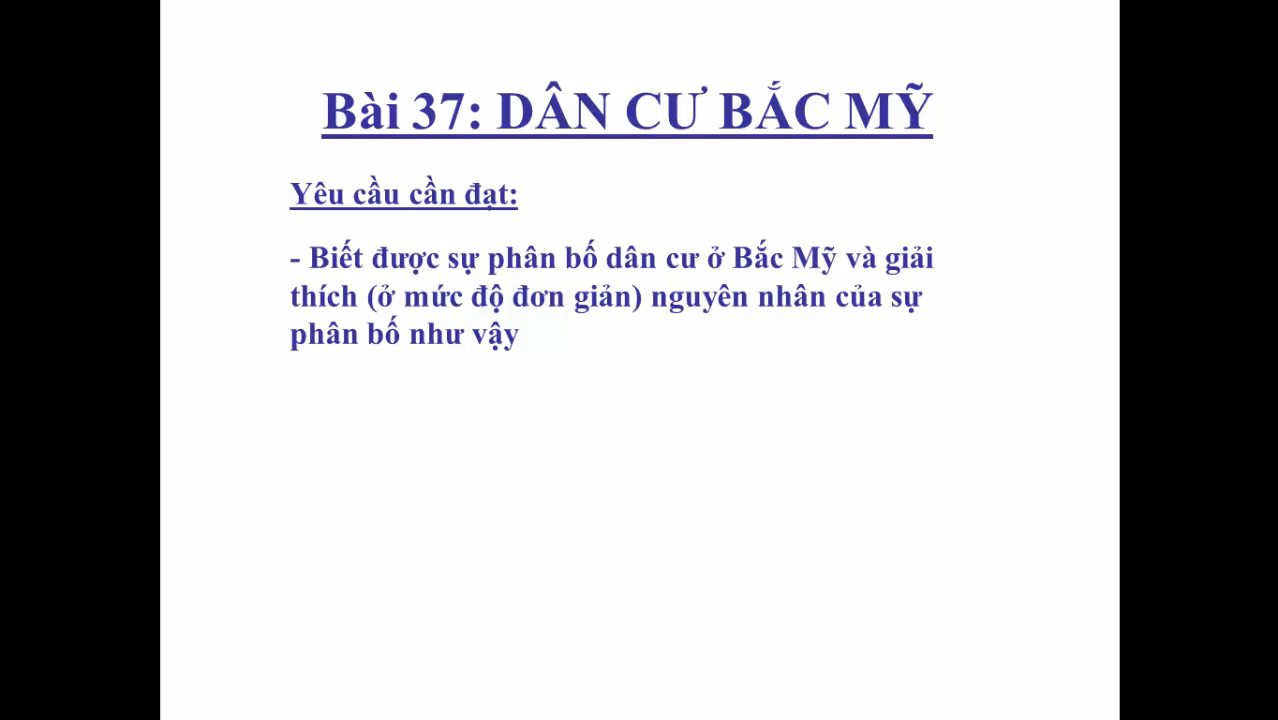 Bài 37: DÂN CƯ BẮC MỸ
Yêu cầu cần đạt:
- Biết được sự phân bố dân cư ở Bắc Mỹ và giải
thích (ở mức độ đơn giản) nguyên nhân của sự
phân bố như vậy